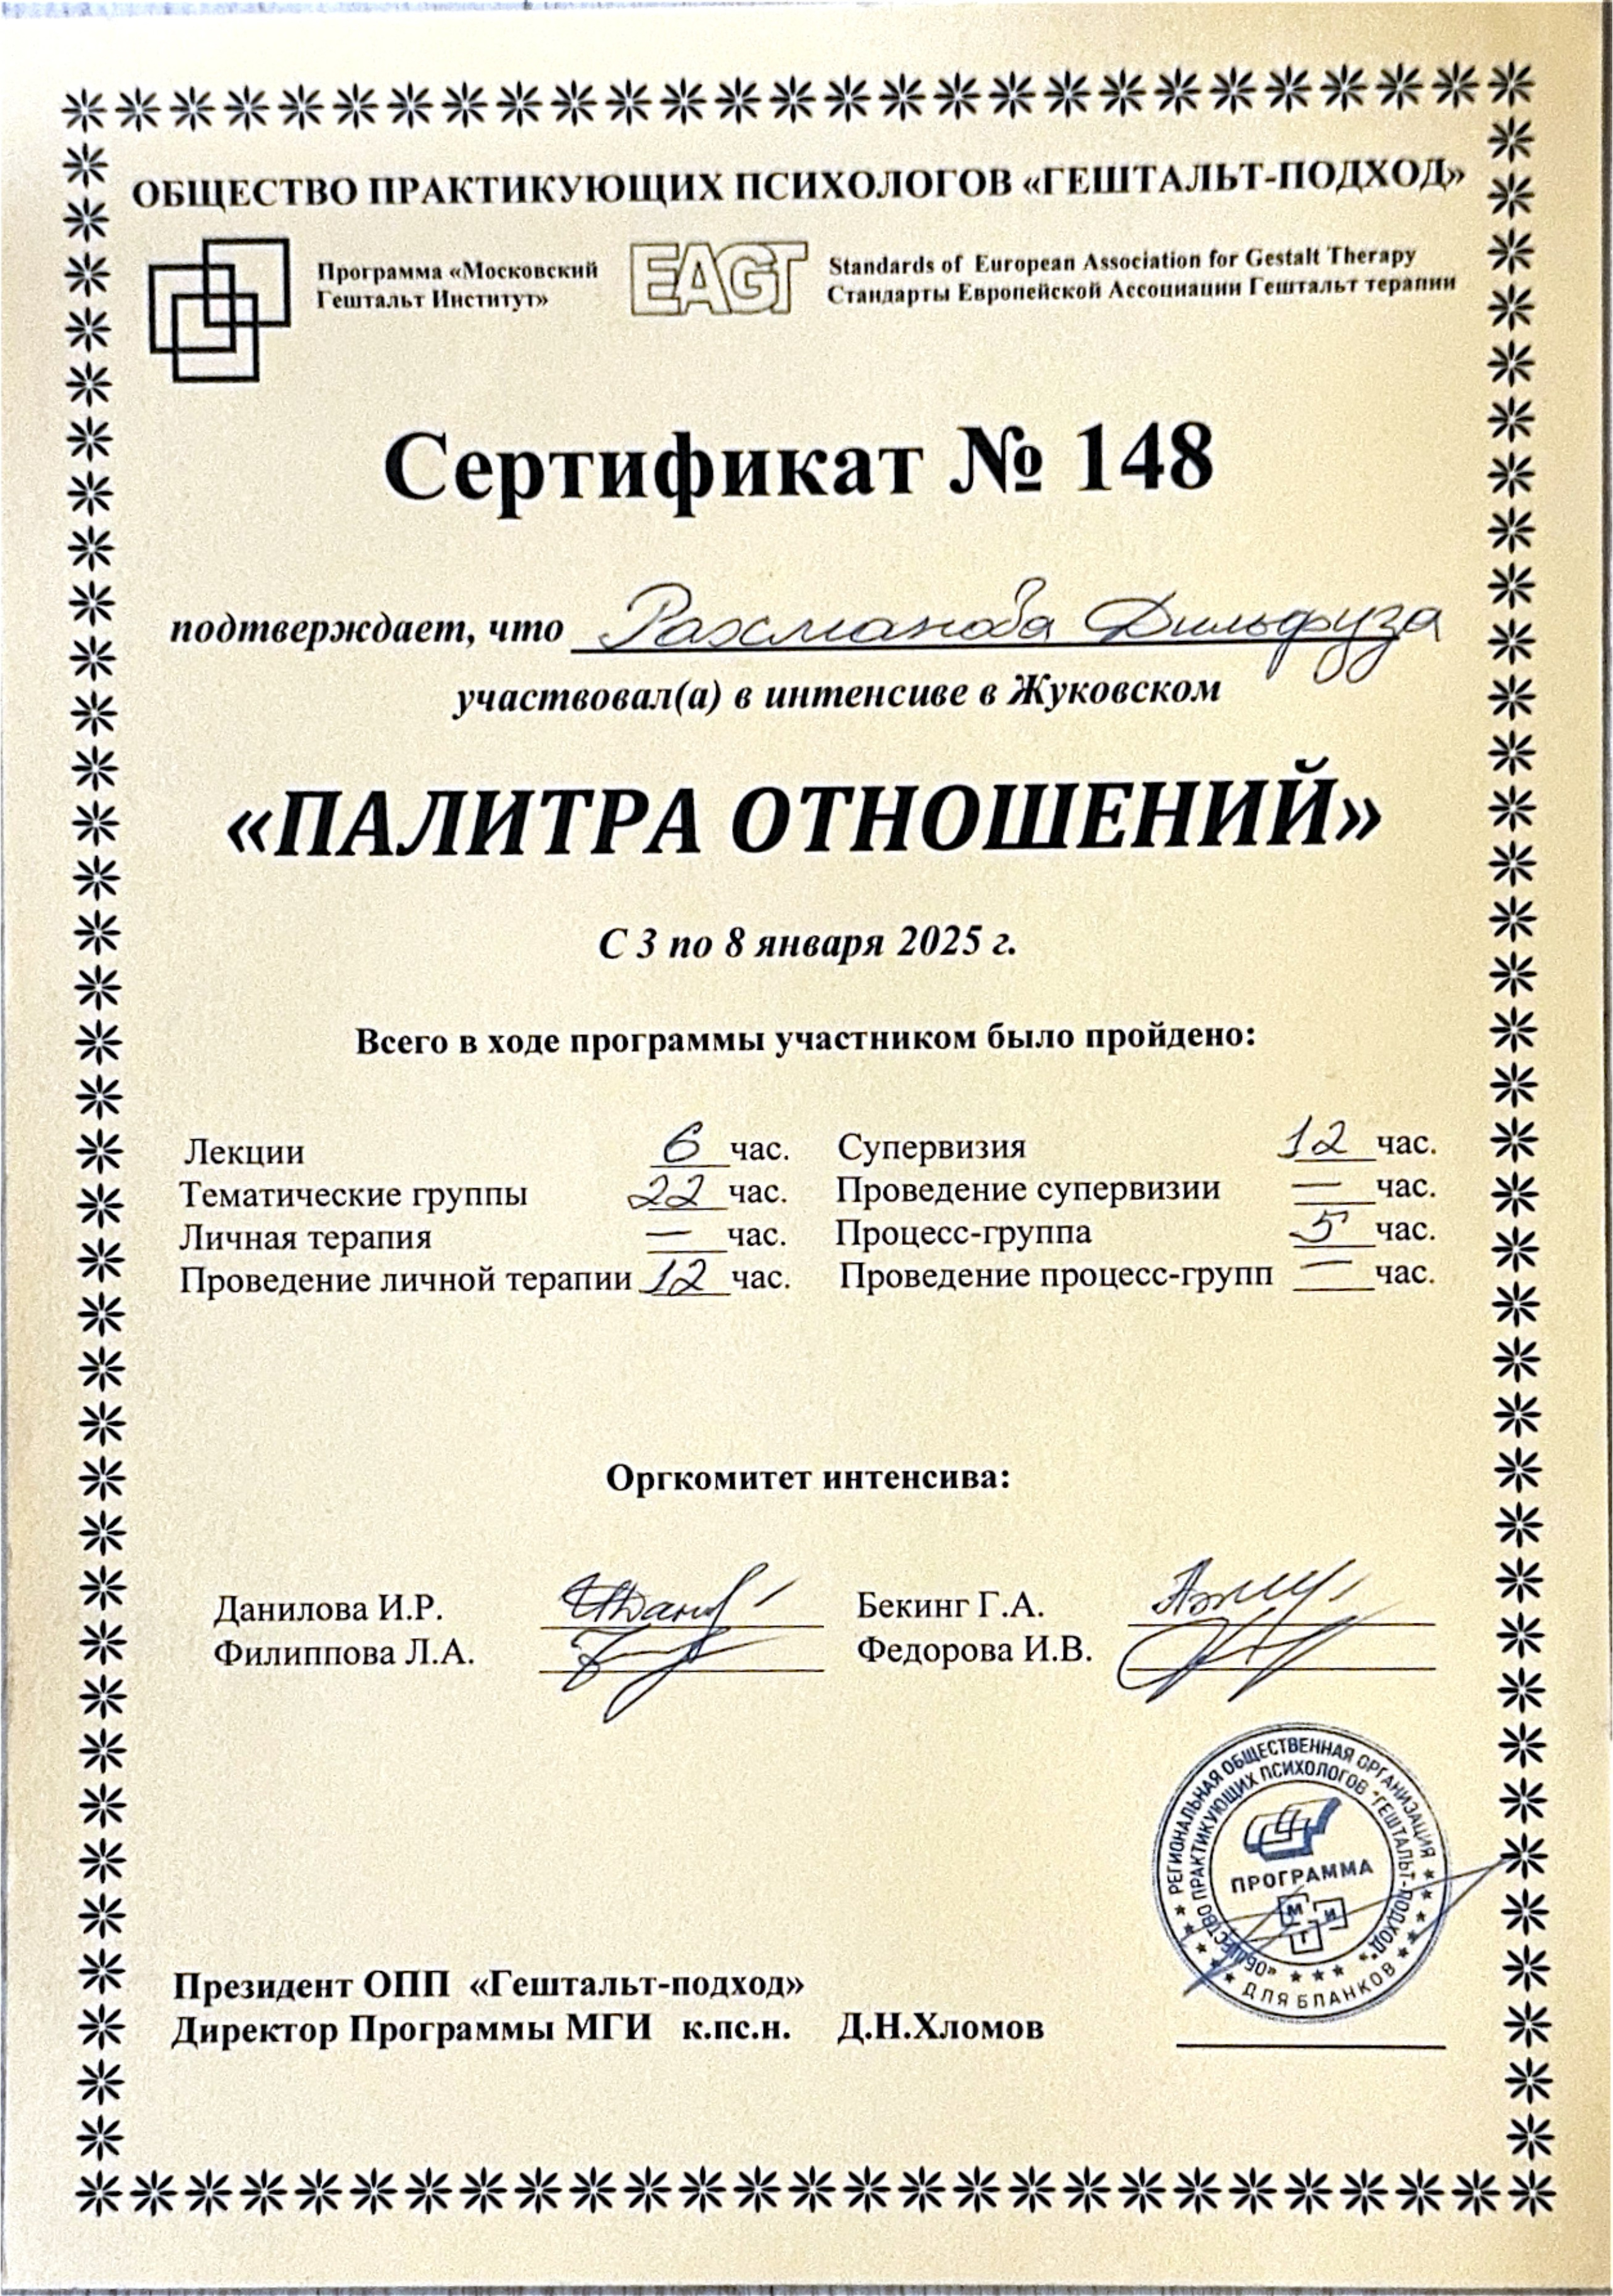 ОБЩЕСТВО ПРАКТИКУЮЩИХ ПСИХОЛОГОВ «ГЕШТАЛЬТ-ПОДХОД»
Программа «Московский
Гештальт Институт»
EAGT
Standards of European Association for Gestalt Therapy
Стандарты Европейской Ассоциации Гештальт терапии
Сертификат № 148
подтверждает, что Рахманова Дильфуза
участвовал(а) в интенсиве в Жуковском
«ПАЛИТРА ОТНОШЕНИЙ»
С 3 по 8 января 2025 г.
Всего в ходе программы участником было пройдено:
Лекции 6 час. Супервизия 12 час.
Тематические группы 22 час. Проведение супервизии — час.
Личная терапия — час. Процесс-группа 5 час.
Проведение личной терапии 12 час. Проведение процесс-групп — час.
Оргкомитет интенсива:
Данилова И.Р. Бекинг Г.А.
Филиппова Л.А. Федорова И.В.
РЕГИОНАЛЬНАЯ ОБЩЕСТВЕННАЯ ОРГАНИЗАЦИЯ
«ОБЩЕСТВО ПРАКТИКУЮЩИХ ПСИХОЛОГОВ "ГЕШТАЛЬТ-ПОДХОД"»
ПРОГРАММА
М И
Г
ДЛЯ БЛАНКОВ
Президент ОПП «Гештальт-подход»
Директор Программы МГИ к.пс.н. Д.Н.Хломов